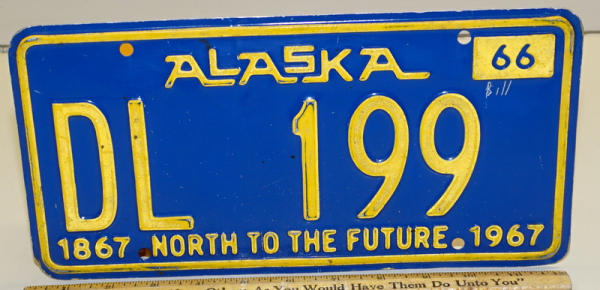 ALASKA
66
Bill
DL 199
1867 NORTH TO THE FUTURE 1967
As You Would Have Them Do Unto You?